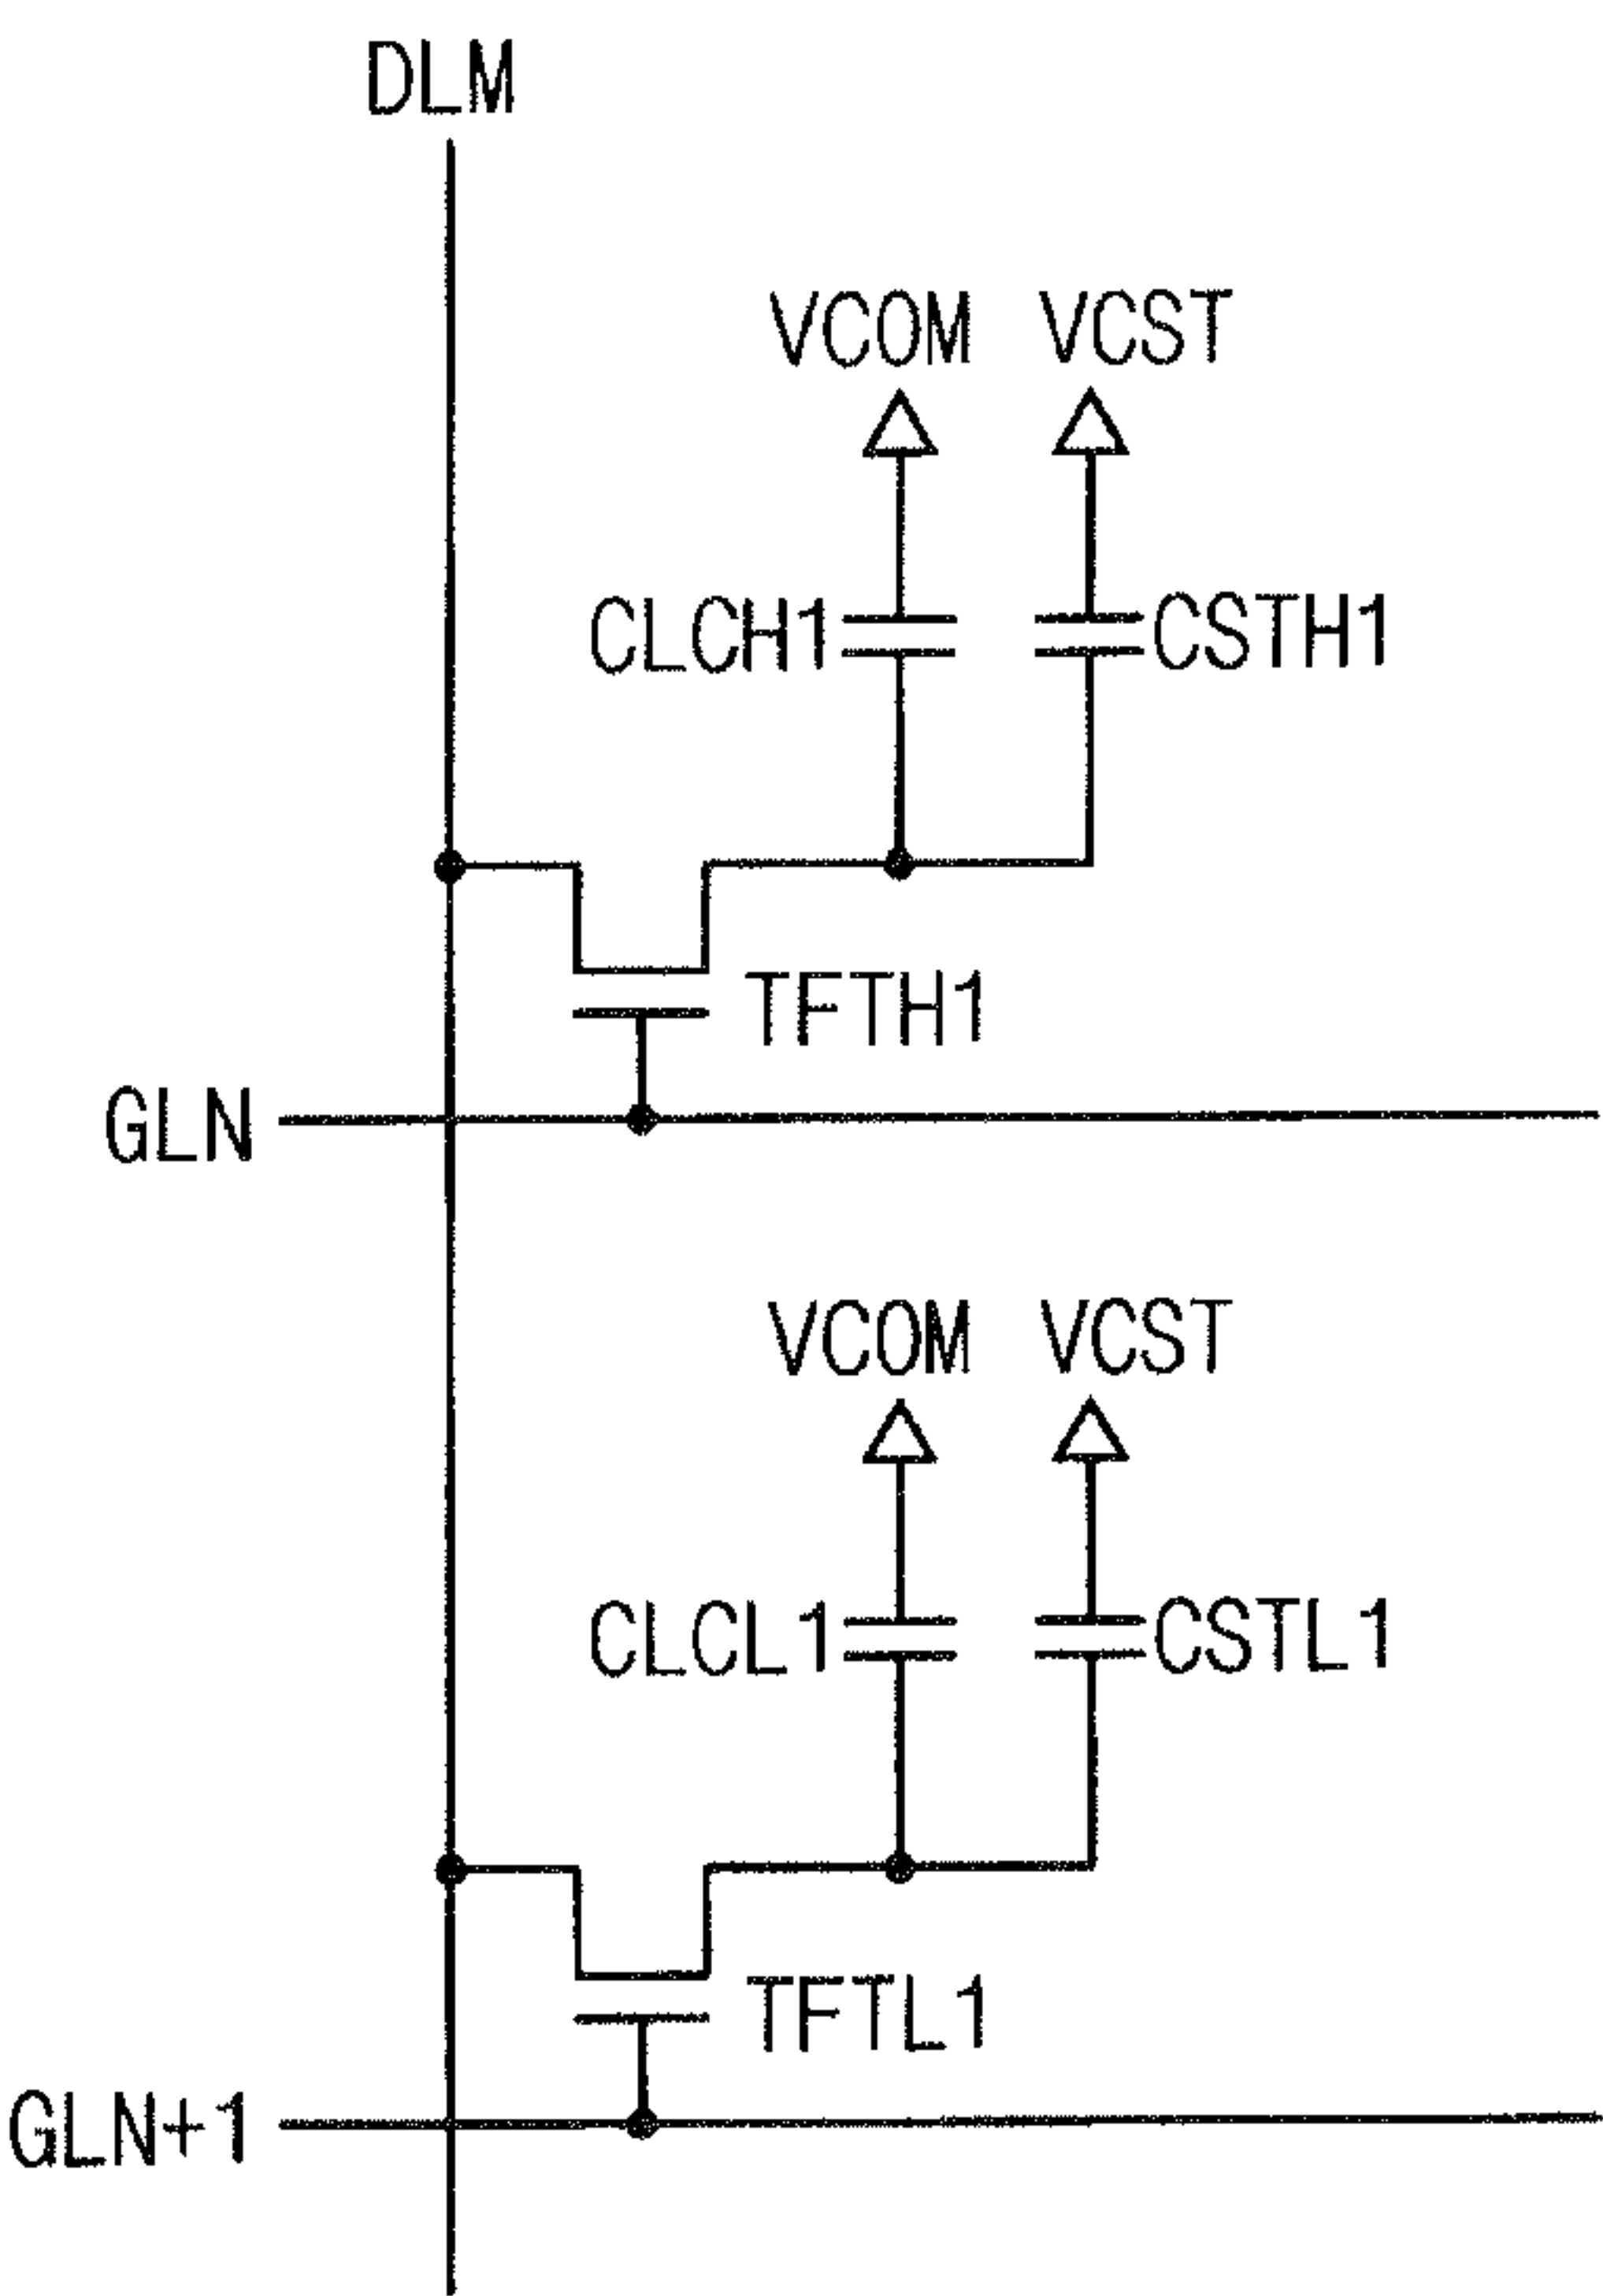 DLM
VCOM VCST
CLCH1 CSTH1
TFTH1
GLN
VCOM VCST
CLCL1 CSTL1
TFTL1
GLN+1